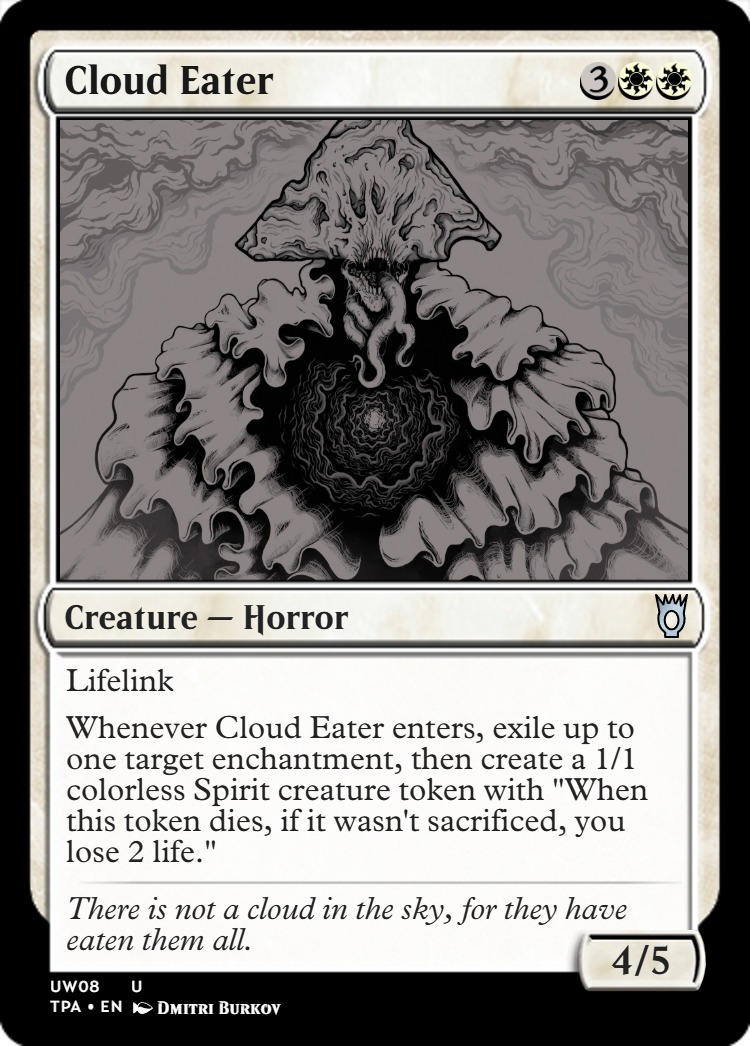 Cloud Eater 3
Creature — Horror
Lifelink
Whenever Cloud Eater enters, exile up to
one target enchantment, then create a 1/1
colorless Spirit creature token with "When
this token dies, if it wasn't sacrificed, you
lose 2 life."
There is not a cloud in the sky, for they have
eaten them all.
4/5
UW08 U
TPA • EN Dmitri Burkov